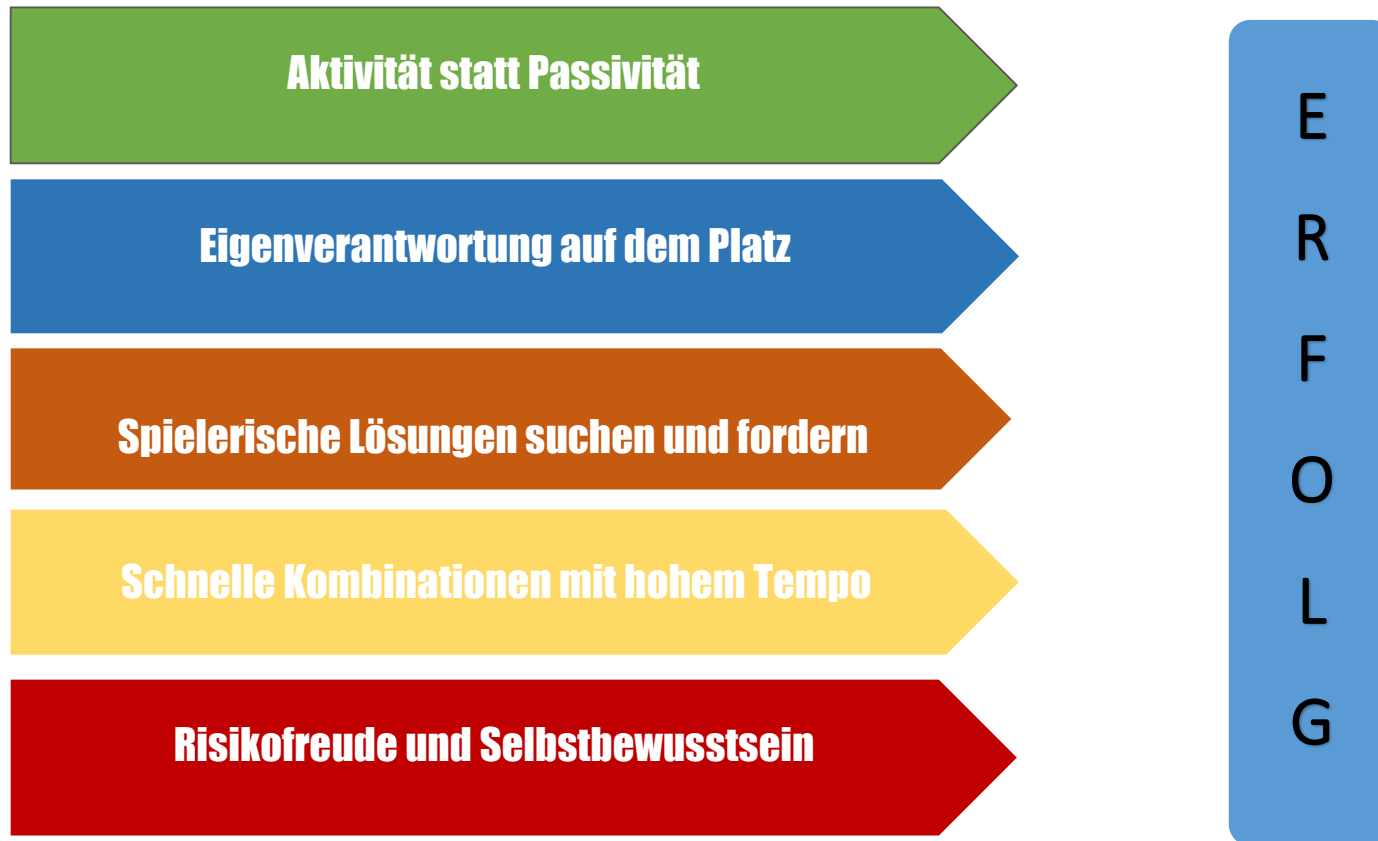 Aktivität statt Passivität
Eigenverantwortung auf dem Platz
Spielerische Lösungen suchen und fordern
Schnelle Kombinationen mit hohem Tempo
Risikofreude und Selbstbewusstsein
E
R
F
O
L
G